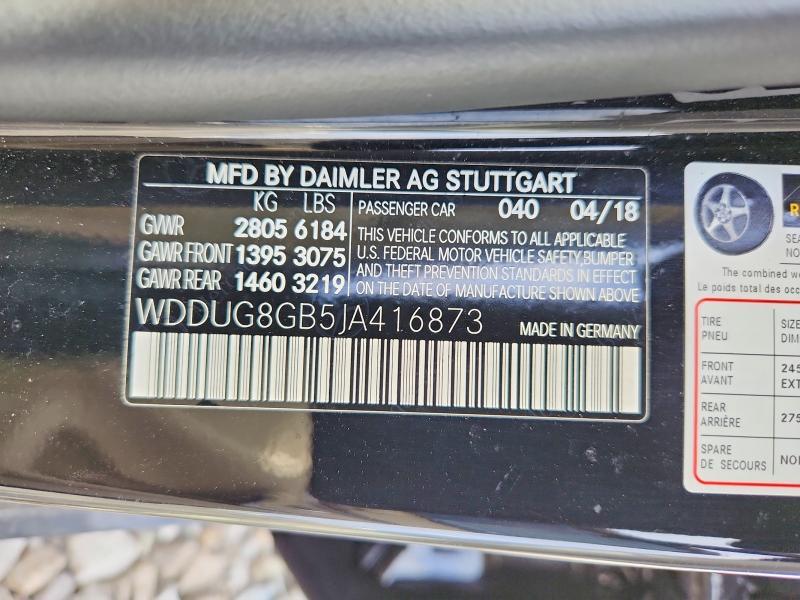 MFD BY DAIMLER AG STUTTGART
KG LBS
GVWR 2805 6184
GAWR FRONT 1395 3075
GAWR REAR 1460 3219
PASSENGER CAR 040 04/18
THIS VEHICLE CONFORMS TO ALL APPLICABLE
U.S. FEDERAL MOTOR VEHICLE SAFETY,BUMPER
AND THEFT PREVENTION STANDARDS IN EFFECT
ON THE DATE OF MANUFACTURE SHOWN ABOVE
WDDUG8GB5JA416873
MADE IN GERMANY
The combined
Le poids total des
TIRE
PNEU
FRONT
AVANT
REAR
ARRIÈRE
SPARE
DE SECOURS
SIZE
245
275